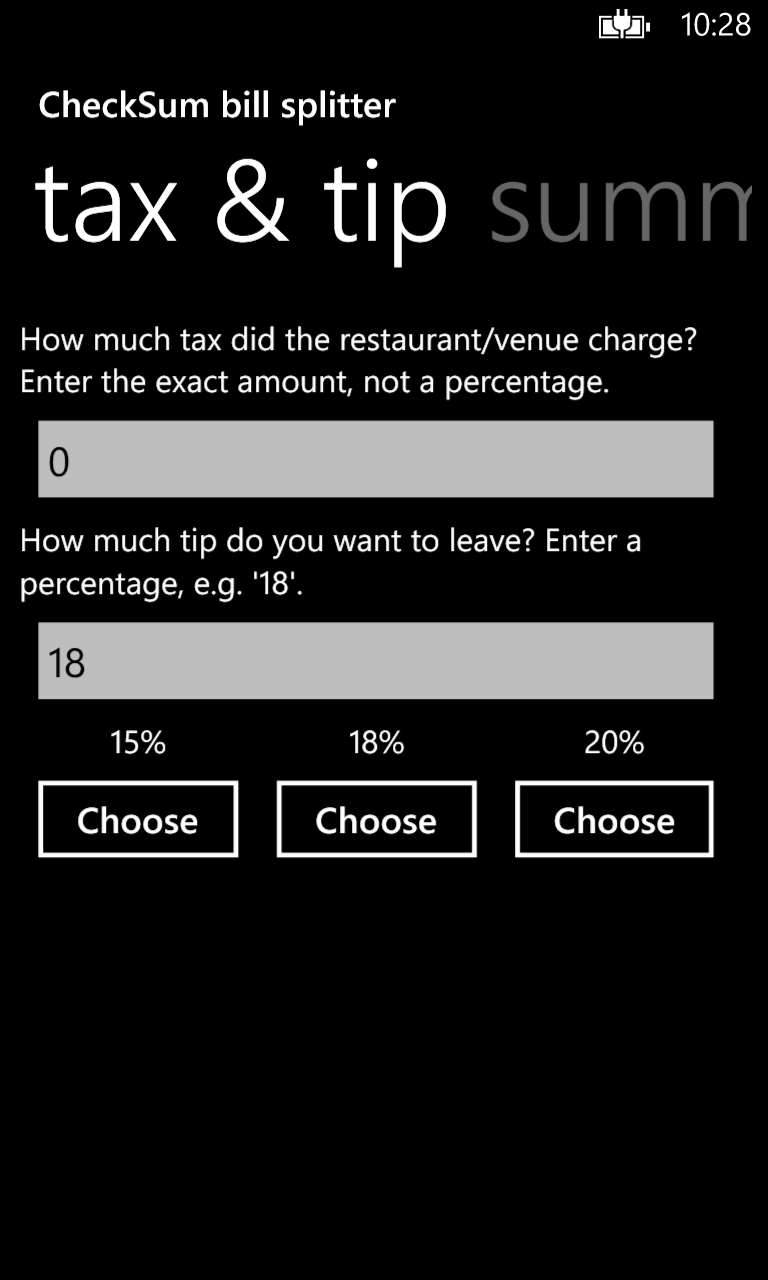 10:28
CheckSum bill splitter
tax & tip summ
How much tax did the restaurant/venue charge?
Enter the exact amount, not a percentage.
0
How much tip do you want to leave? Enter a
percentage, e.g. '18'.
18
15% 18% 20%
Choose Choose Choose